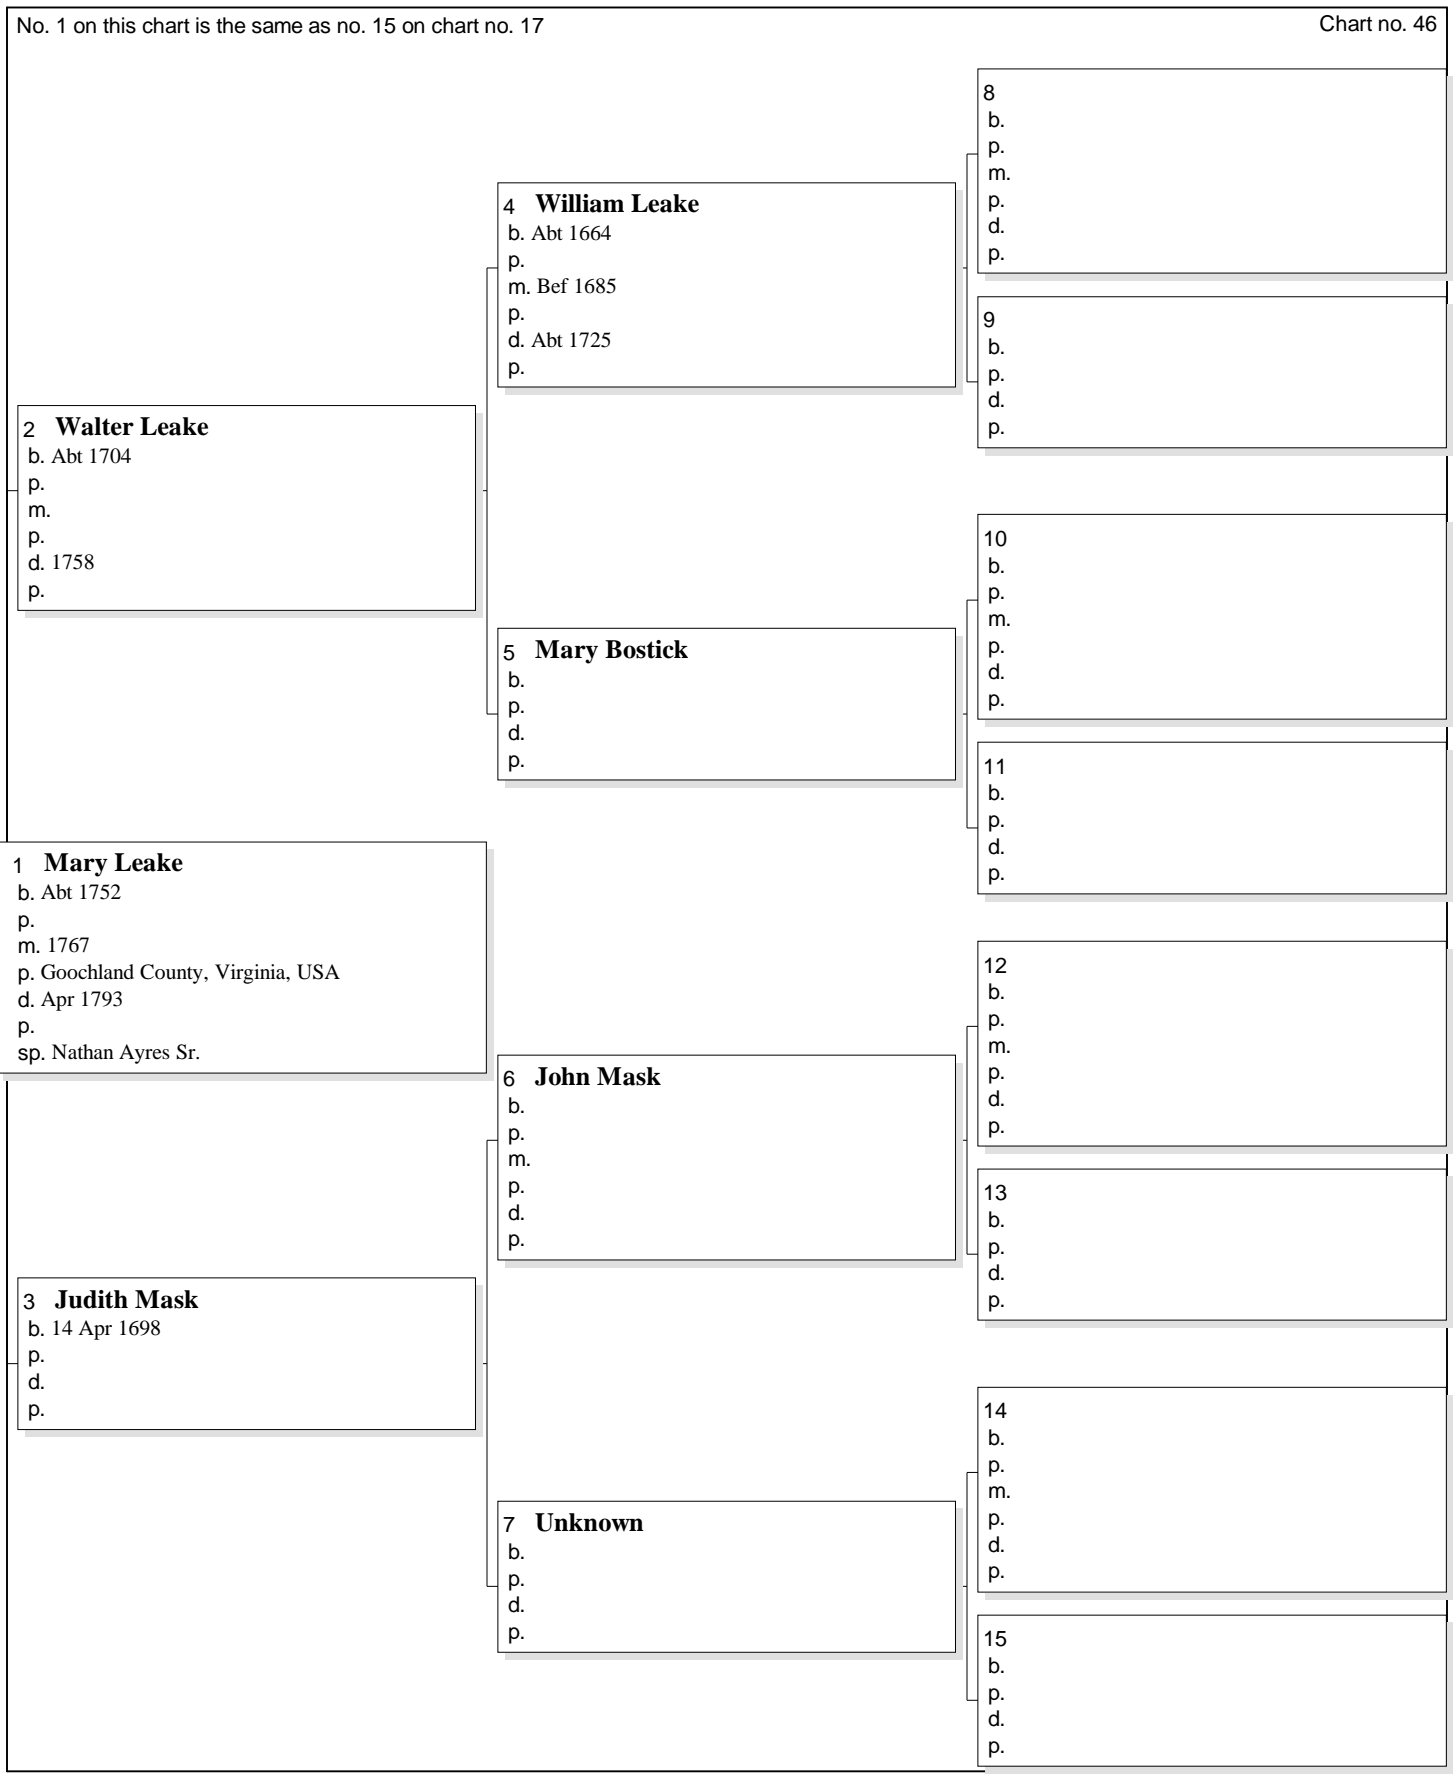 No. 1 on this chart is the same as no. 15 on chart no. 17
Chart no. 46
8
b.
p.
m.
p.
d.
p.
4 William Leake
b. Abt 1664
p.
m. Bef 1685
p.
d. Abt 1725
p.
9
b.
p.
d.
p.
2 Walter Leake
b. Abt 1704
p.
m.
p.
d. 1758
p.
10
b.
p.
m.
p.
d.
p.
5 Mary Bostick
b.
p.
d.
p.
11
b.
p.
d.
p.
1 Mary Leake
b. Abt 1752
p.
m. 1767
p. Goochland County, Virginia, USA
d. Apr 1793
p.
sp. Nathan Ayres Sr.
12
b.
p.
m.
p.
d.
p.
6 John Mask
b.
p.
m.
p.
d.
p.
13
b.
p.
d.
p.
3 Judith Mask
b. 14 Apr 1698
p.
d.
p.
14
b.
p.
m.
p.
d.
p.
7 Unknown
b.
p.
d.
p.
15
b.
p.
d.
p.